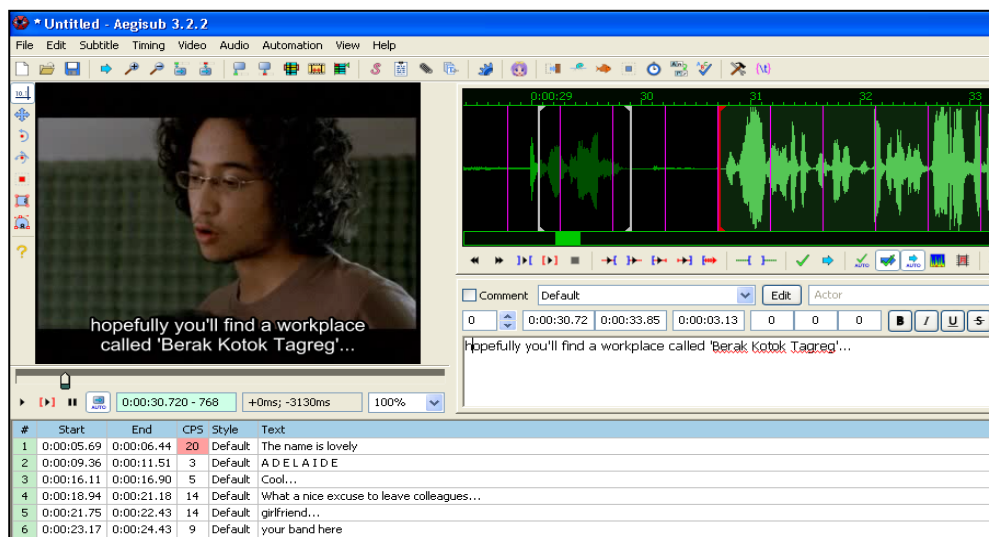 * Untitled - Aegisub 3.2.2
File Edit Subtitle Timing Video Audio Automation View Help
0:00:29 30 31 32 33
hopefully you'll find a workplace
called 'Berak Kotok Tagreg'...
Comment Default Edit Actor
0 0:00:30.72 0:00:33.85 0:00:03.13 0 0 0 B I U S
hopefully you'll find a workplace called 'Berak Kotok Tagreg'...
AUTO 0:00:30.720 - 768 +0ms; -3130ms 100%
# Start End CPS Style Text
1 0:00:05.69 0:00:06.44 20 Default The name is lovely
2 0:00:09.36 0:00:11.51 3 Default A D E L A I D E
3 0:00:16.11 0:00:16.90 5 Default Cool...
4 0:00:18.94 0:00:21.18 14 Default What a nice excuse to leave colleagues...
5 0:00:21.75 0:00:22.43 14 Default girlfriend...
6 0:00:23.17 0:00:24.43 9 Default your band here